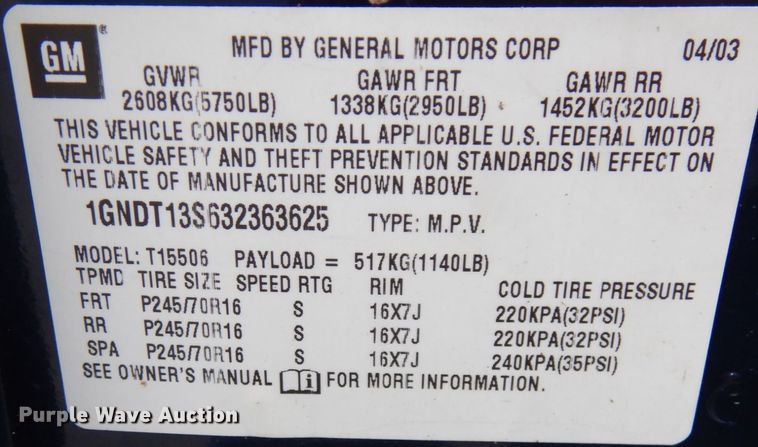 GM
MFD BY GENERAL MOTORS CORP 04/03
GVWR GAWR FRT GAWR RR
2608KG(5750LB) 1338KG(2950LB) 1452KG(3200LB)
THIS VEHICLE CONFORMS TO ALL APPLICABLE U.S. FEDERAL MOTOR
VEHICLE SAFETY AND THEFT PREVENTION STANDARDS IN EFFECT ON
THE DATE OF MANUFACTURE SHOWN ABOVE.
1GNDT13S632363625 TYPE: M.P.V.
MODEL: T15506 PAYLOAD = 517KG(1140LB)
TPMD TIRE SIZE SPEED RTG RIM COLD TIRE PRESSURE
FRT P245/70R16 S 16X7J 220KPA(32PSI)
RR P245/70R16 S 16X7J 220KPA(32PSI)
SPA P245/70R16 S 16X7J 240KPA(35PSI)
SEE OWNER'S MANUAL FOR MORE INFORMATION.
Purple Wave Auction